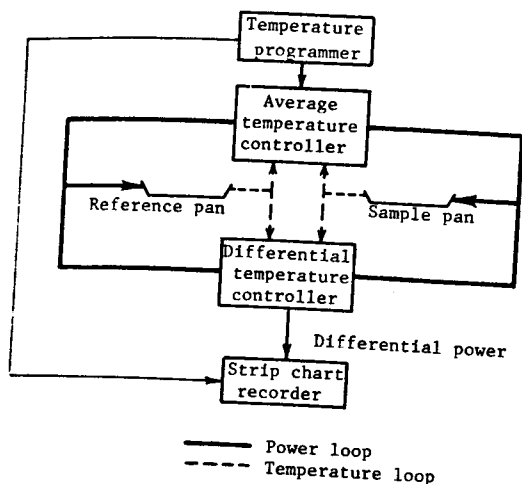 Temperature
programmer
Average
temperature
controller
Reference pan
Sample pan
Differential
temperature
controller
Differential power
Strip chart
recorder
Power loop
Temperature loop